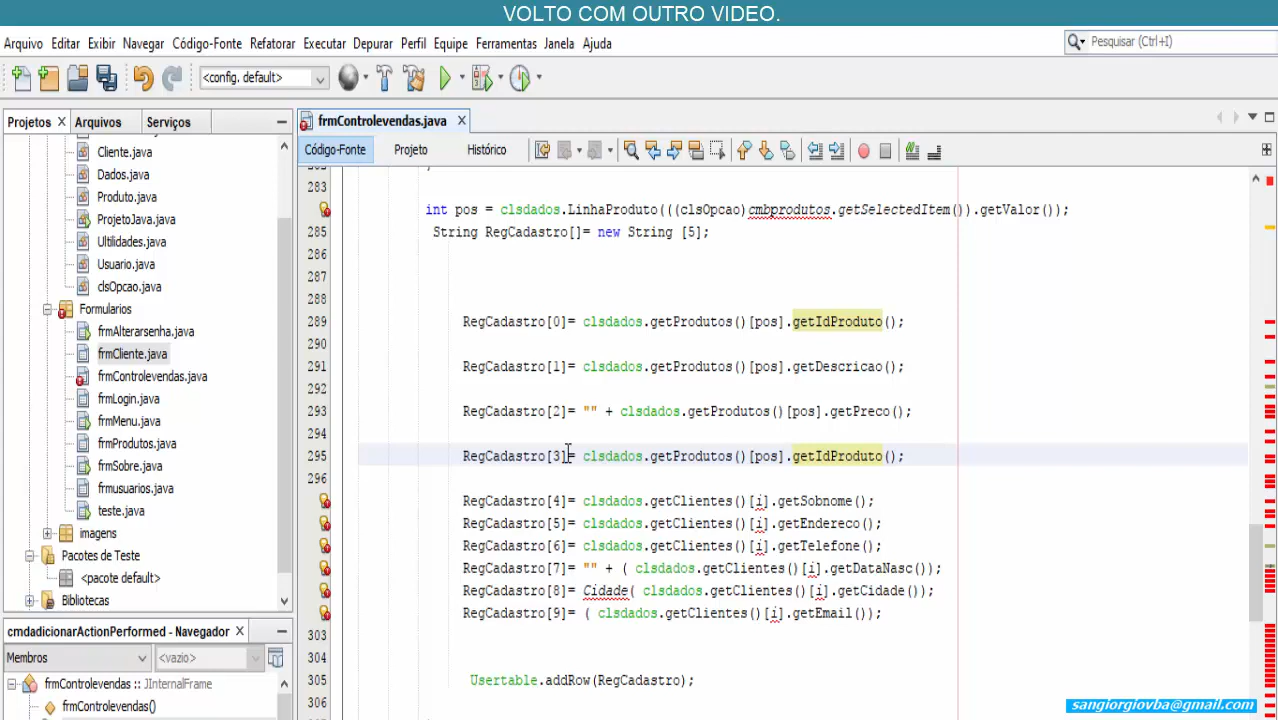 VOLTO COM OUTRO VIDEO.
Arquivo Editar Exibir Navegar Código-Fonte Refatorar Executar Depurar Perfil Equipe Ferramentas Janela Ajuda
Pesquisar (Ctrl+I)
<config. default>
Projetos Arquivos Serviços
frmControlevendas.java
Código-Fonte Projeto Histórico
Cliente.java
Dados.java
Produto.java
ProjetoJava.java
Ultilidades.java
Usuario.java
clsOpcao.java
Formularios
frmAlterarsenha.java
frmCliente.java
frmControlevendas.java
frmLogin.java
frmMenu.java
frmProdutos.java
frmSobre.java
frmusuarios.java
teste.java
imagens
Pacotes de Teste
<pacote default>
Bibliotecas
cmdadicionarActionPerformed - Navegador
Membros <vazio>
frmControlevendas :: JInternalFrame
frmControlevendas()
283
int pos = clsdados.LinhaProduto(((clsOpcao)cmbprodutos.getSelectedItem()).getValor());
285 String RegCadastro[]= new String [5];
286
287
288
289 RegCadastro[0]= clsdados.getProdutos()[pos].getIdProduto();
290
291 RegCadastro[1]= clsdados.getProdutos()[pos].getDescricao();
292
293 RegCadastro[2]= "" + clsdados.getProdutos()[pos].getPreco();
294
295 RegCadastro[3]= clsdados.getProdutos()[pos].getIdProduto();
296
RegCadastro[4]= clsdados.getClientes()[i].getSobnome();
RegCadastro[5]= clsdados.getClientes()[i].getEndereco();
RegCadastro[6]= clsdados.getClientes()[i].getTelefone();
RegCadastro[7]= "" + ( clsdados.getClientes()[i].getDataNasc());
RegCadastro[8]= Cidade( clsdados.getClientes()[i].getCidade());
RegCadastro[9]= ( clsdados.getClientes()[i].getEmail());
303
304
305 Usertable.addRow(RegCadastro);
306
sangiorgiovba@gmail.com